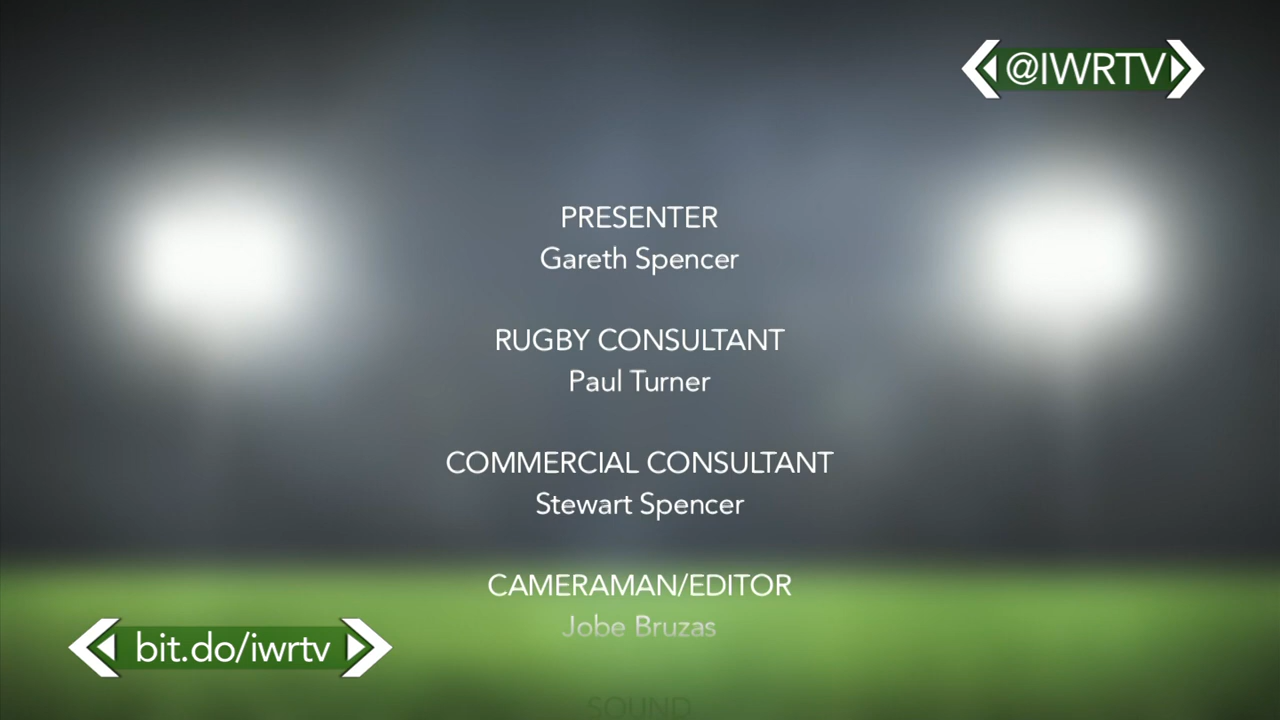 @IWRTV
PRESENTER
Gareth Spencer
RUGBY CONSULTANT
Paul Turner
COMMERCIAL CONSULTANT
Stewart Spencer
CAMERAMAN/EDITOR
Jobe Bruzas
bit.do/iwrtv
SOUND